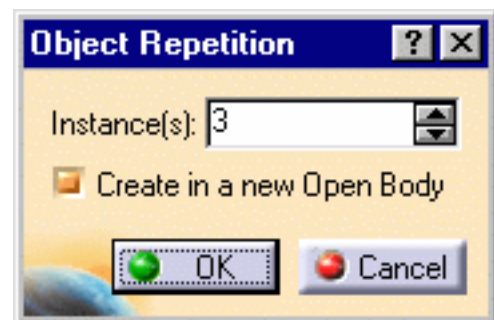 Object Repetition ? X
Instance(s): 3
Create in a new Open Body
OK Cancel